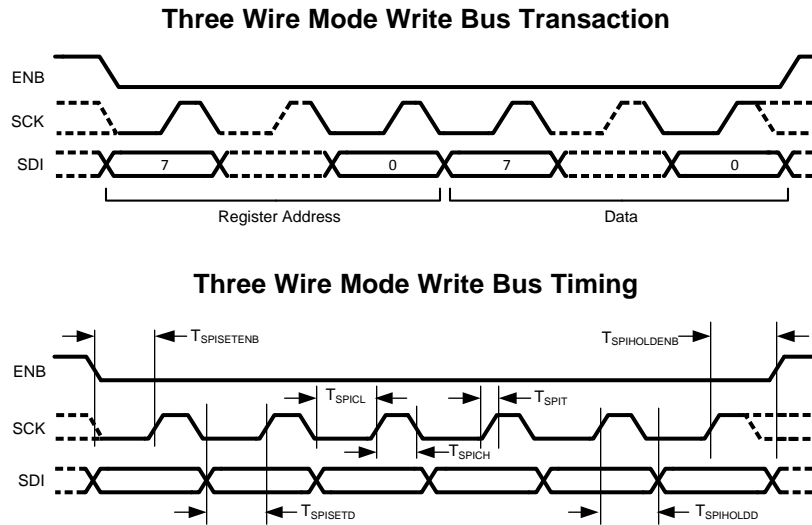 Three Wire Mode Write Bus Transaction
ENB
SCK
SDI
7
0
7
0
Register Address
Data
Three Wire Mode Write Bus Timing
TSPISETENB
TSPIHOLDENB
ENB
TSPICL
TSPIT
SCK
TSPICH
SDI
TSPISETD
TSPIHOLDD